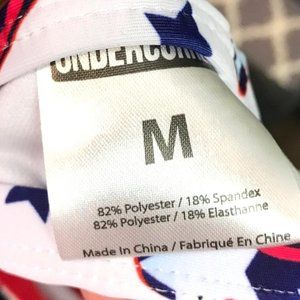 M
82% Polyester / 18% Spandex
82% Polyester / 18% Elasthanne
Made In China / Fabriqué En Chine